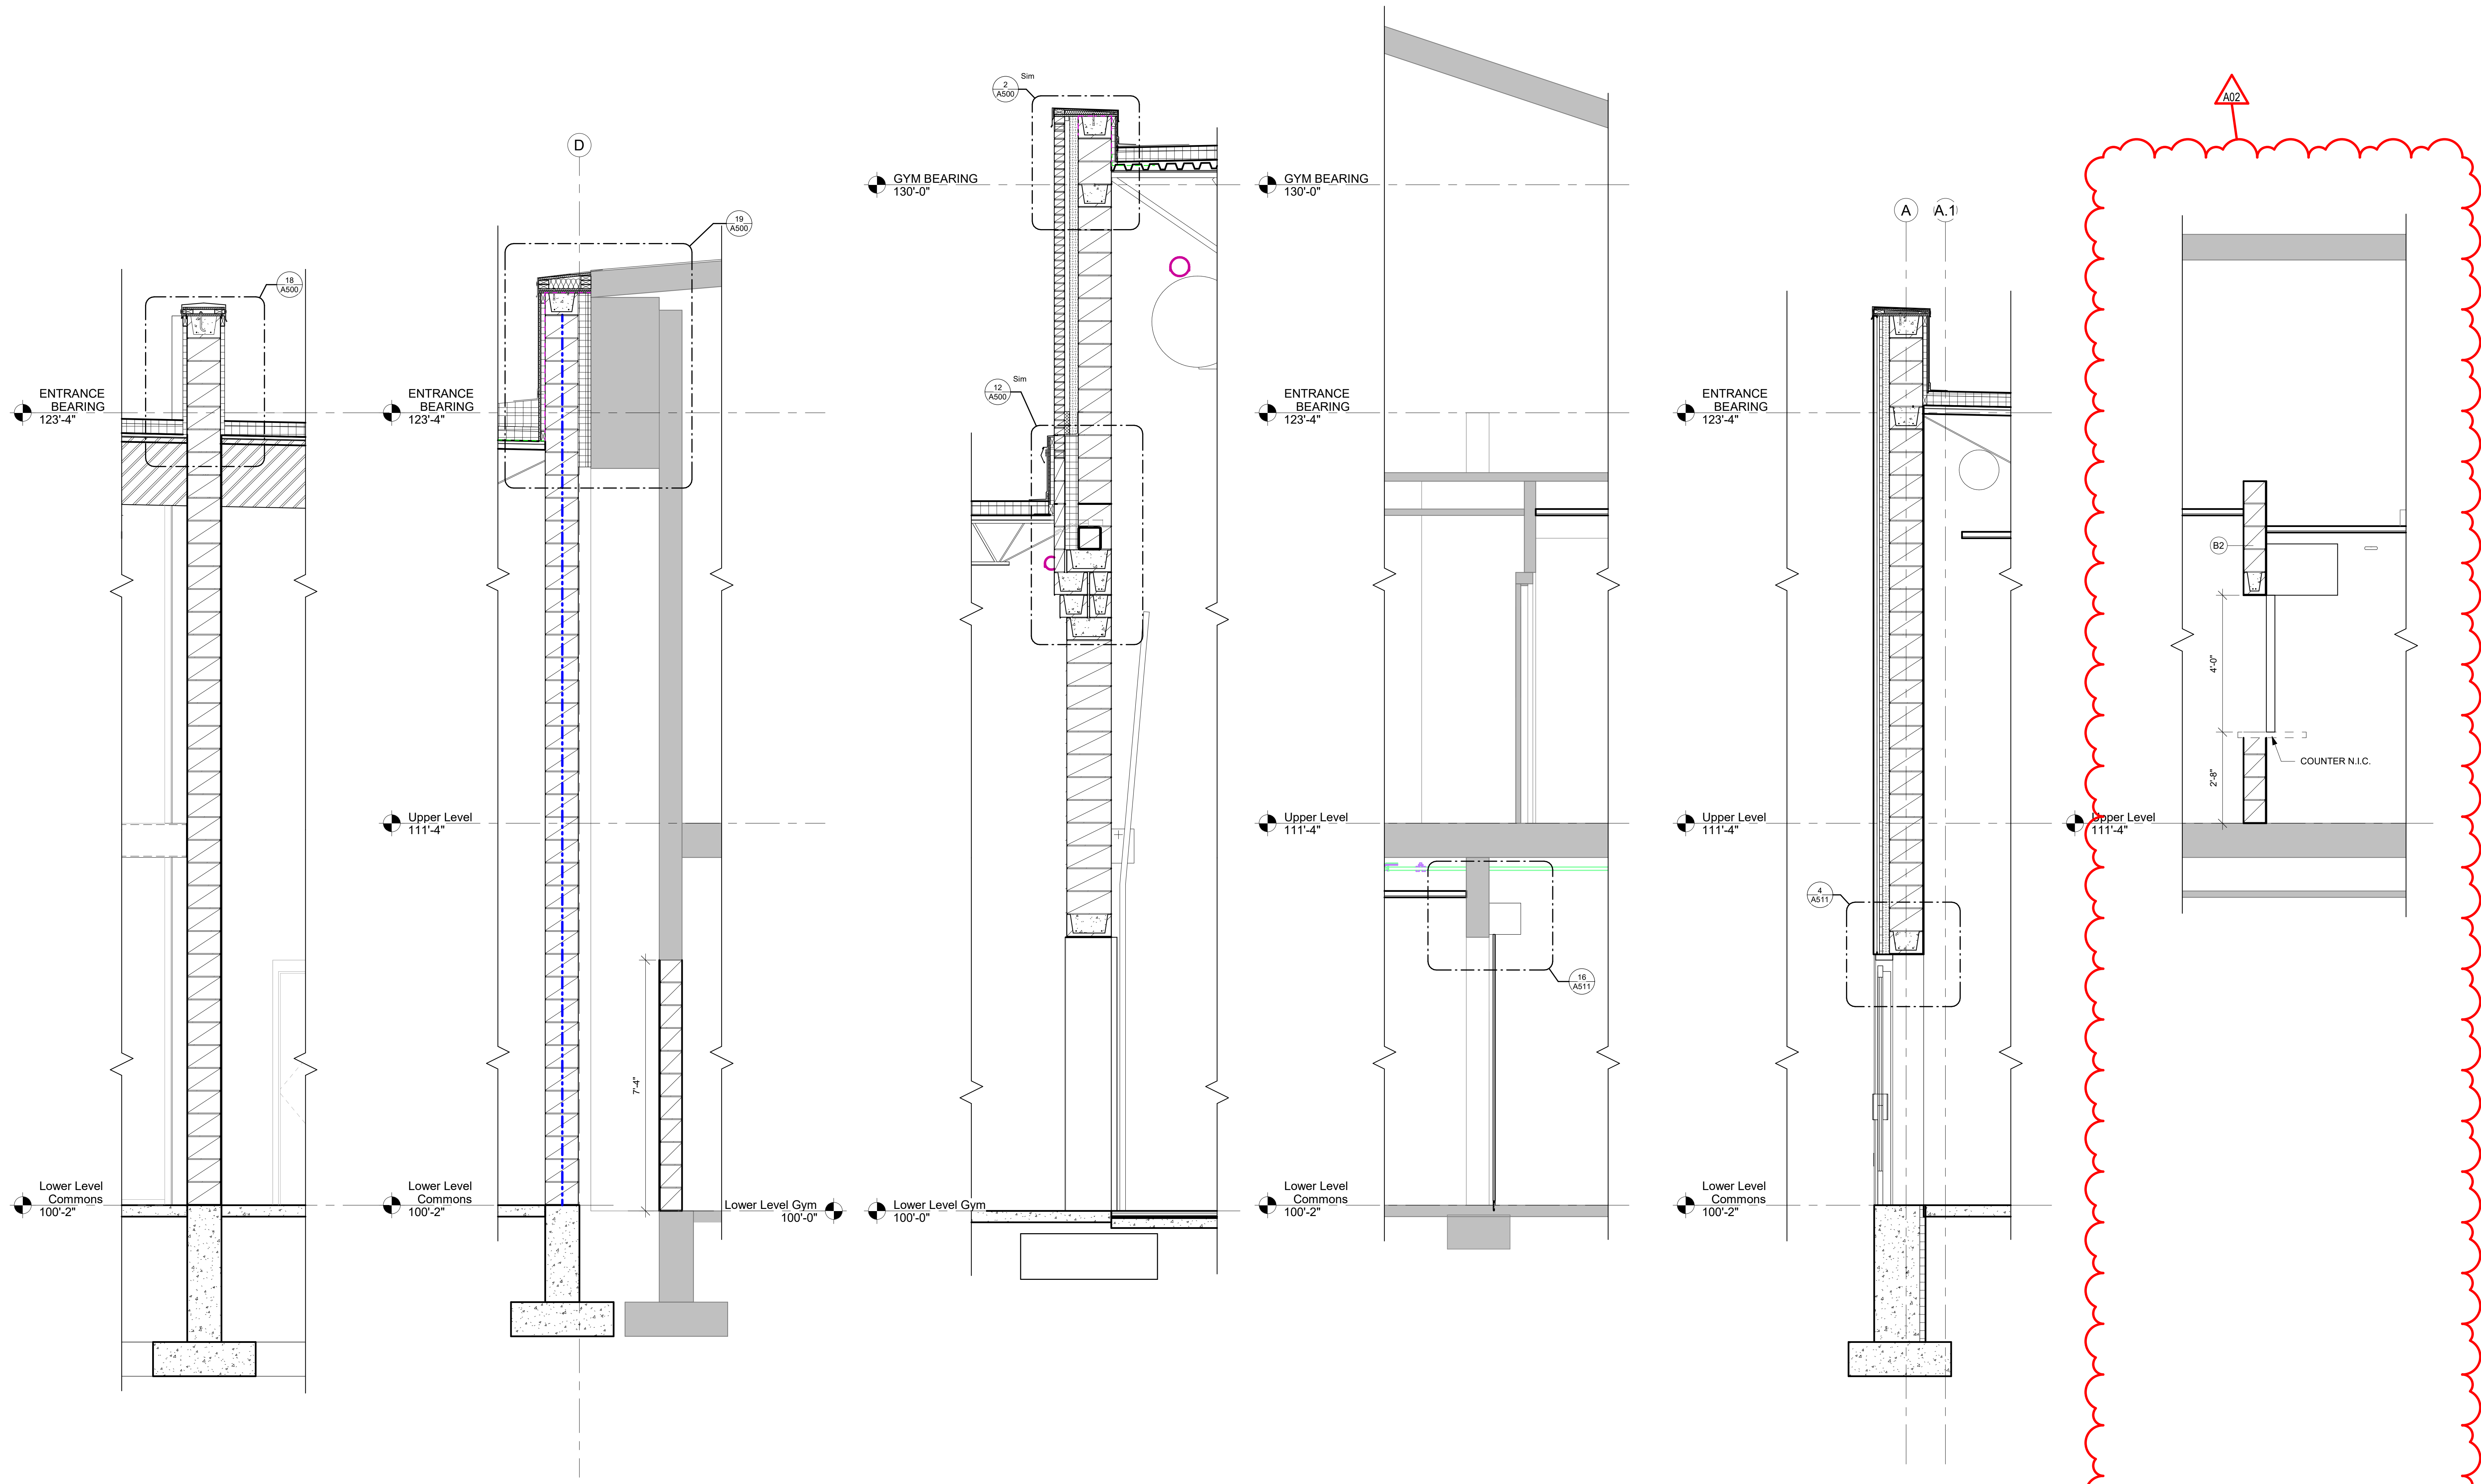 18
A500
ENTRANCE
BEARING
123'-4"
Lower Level
Commons
100'-2"
D
19
A500
ENTRANCE
BEARING
123'-4"
Upper Level
111'-4"
7'-4"
Lower Level
Commons
100'-2"
Lower Level Gym
100'-0"
2
A500
Sim
GYM BEARING
130'-0"
12
A500
Sim
Lower Level Gym
100'-0"
GYM BEARING
130'-0"
ENTRANCE
BEARING
123'-4"
Upper Level
111'-4"
16
A511
Lower Level
Commons
100'-2"
A
A.1
ENTRANCE
BEARING
123'-4"
Upper Level
111'-4"
4
A511
Lower Level
Commons
100'-2"
A02
B2
4'-0"
COUNTER N.I.C.
2'-8"
Upper Level
111'-4"